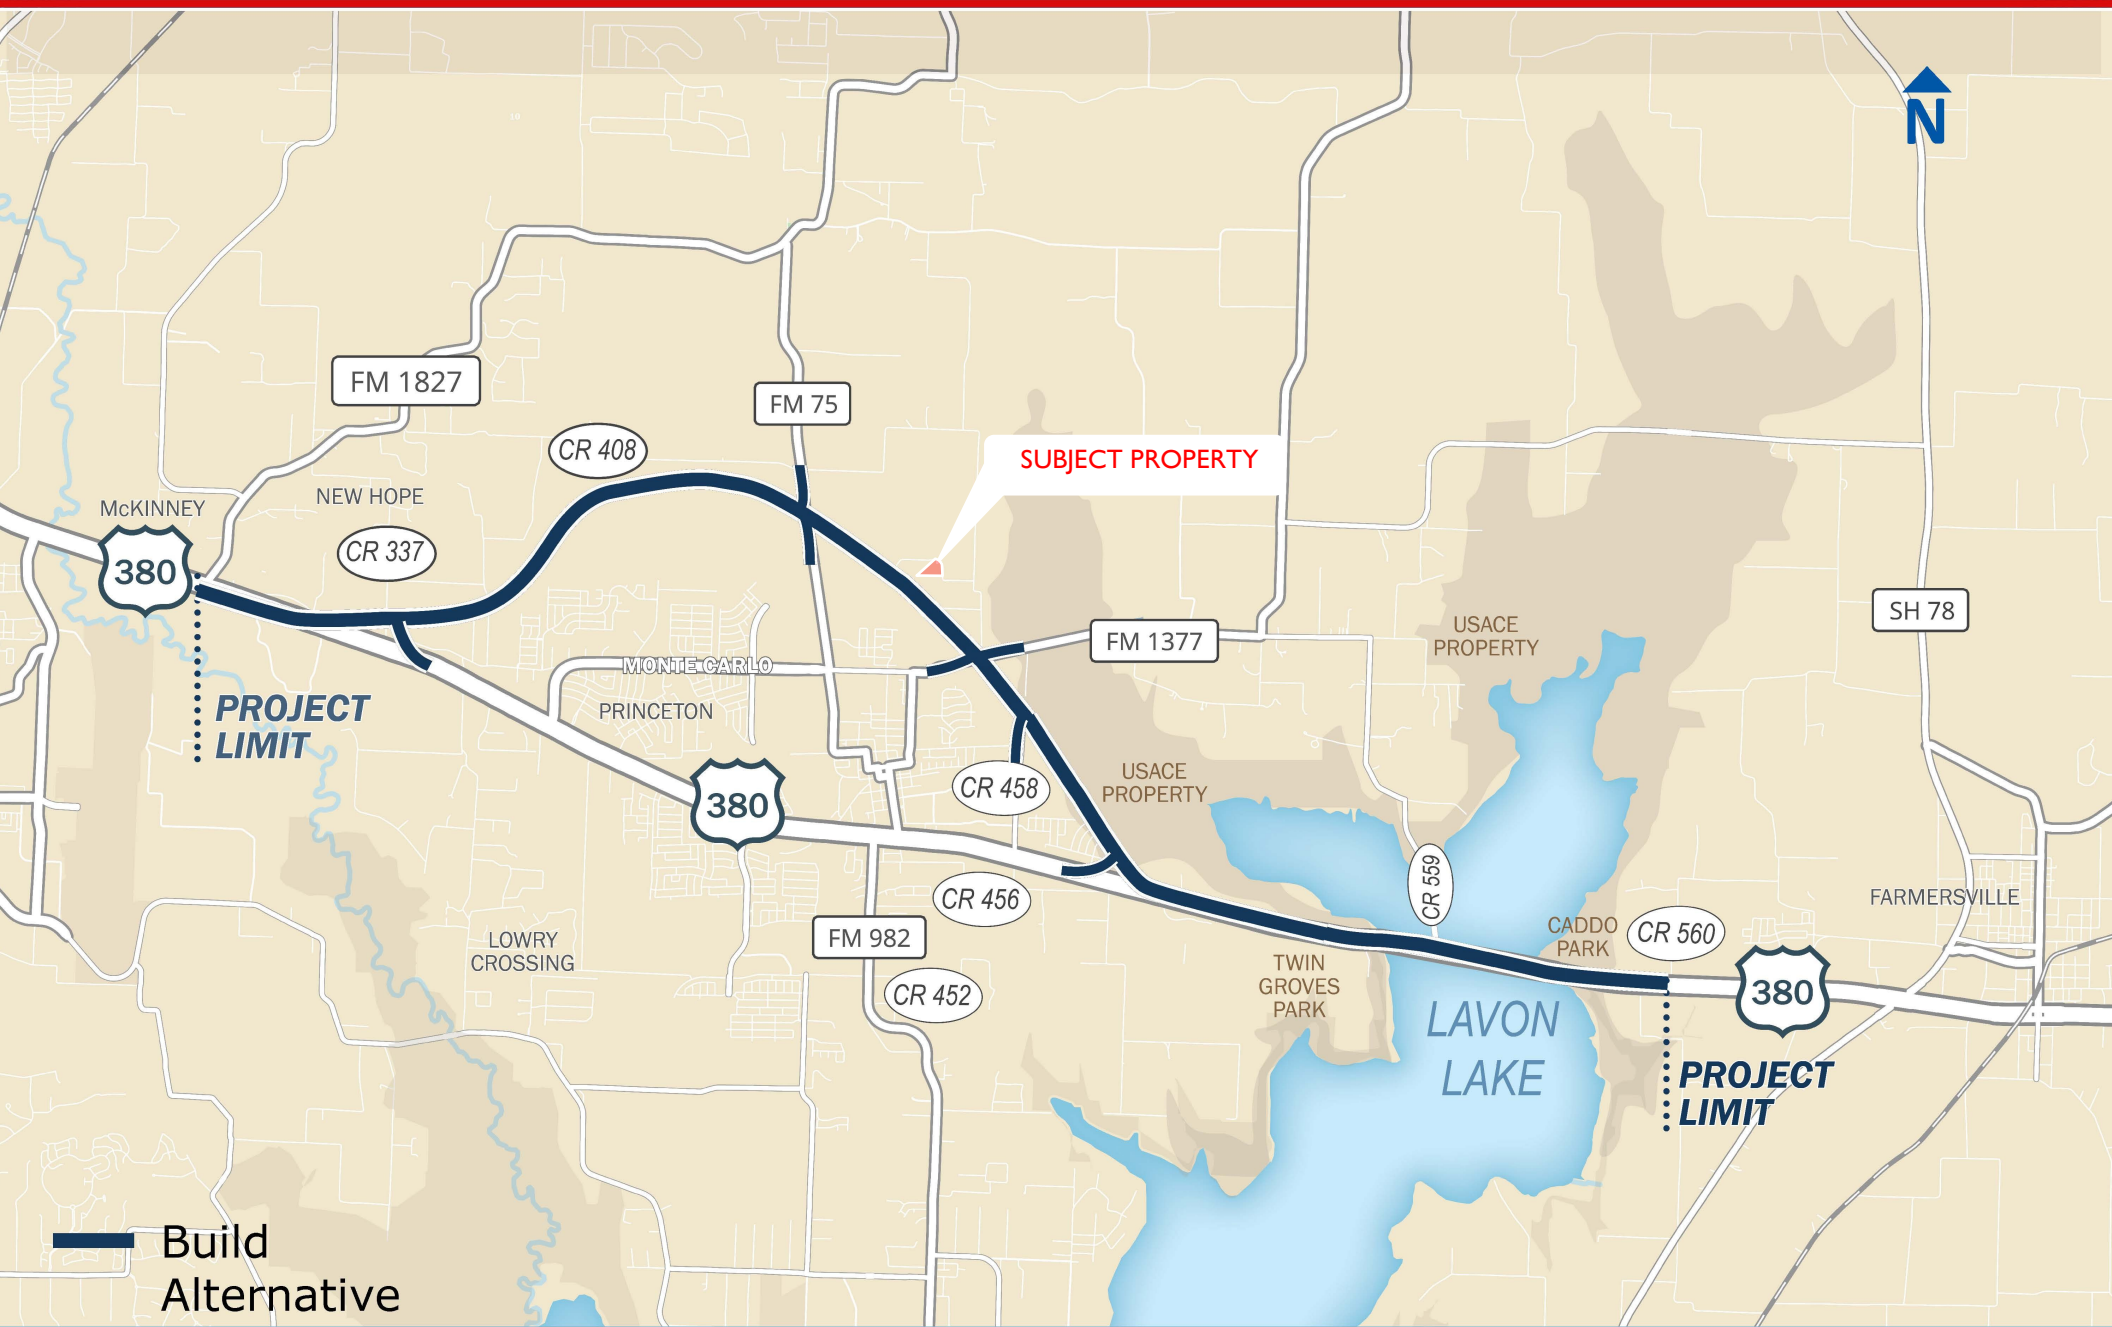 N
FM 1827
FM 75
CR 408
SUBJECT PROPERTY
McKINNEY
NEW HOPE
380
CR 337
SH 78
USACE
PROPERTY
FM 1377
MONTE CARLO
PROJECT
LIMIT
PRINCETON
USACE
PROPERTY
CR 458
380
CR 559
CR 456
FARMERSVILLE
FM 982
LOWRY
CROSSING
CADDO
PARK
CR 560
TWIN
GROVES
PARK
CR 452
380
LAVON
LAKE
PROJECT
LIMIT
Build
Alternative